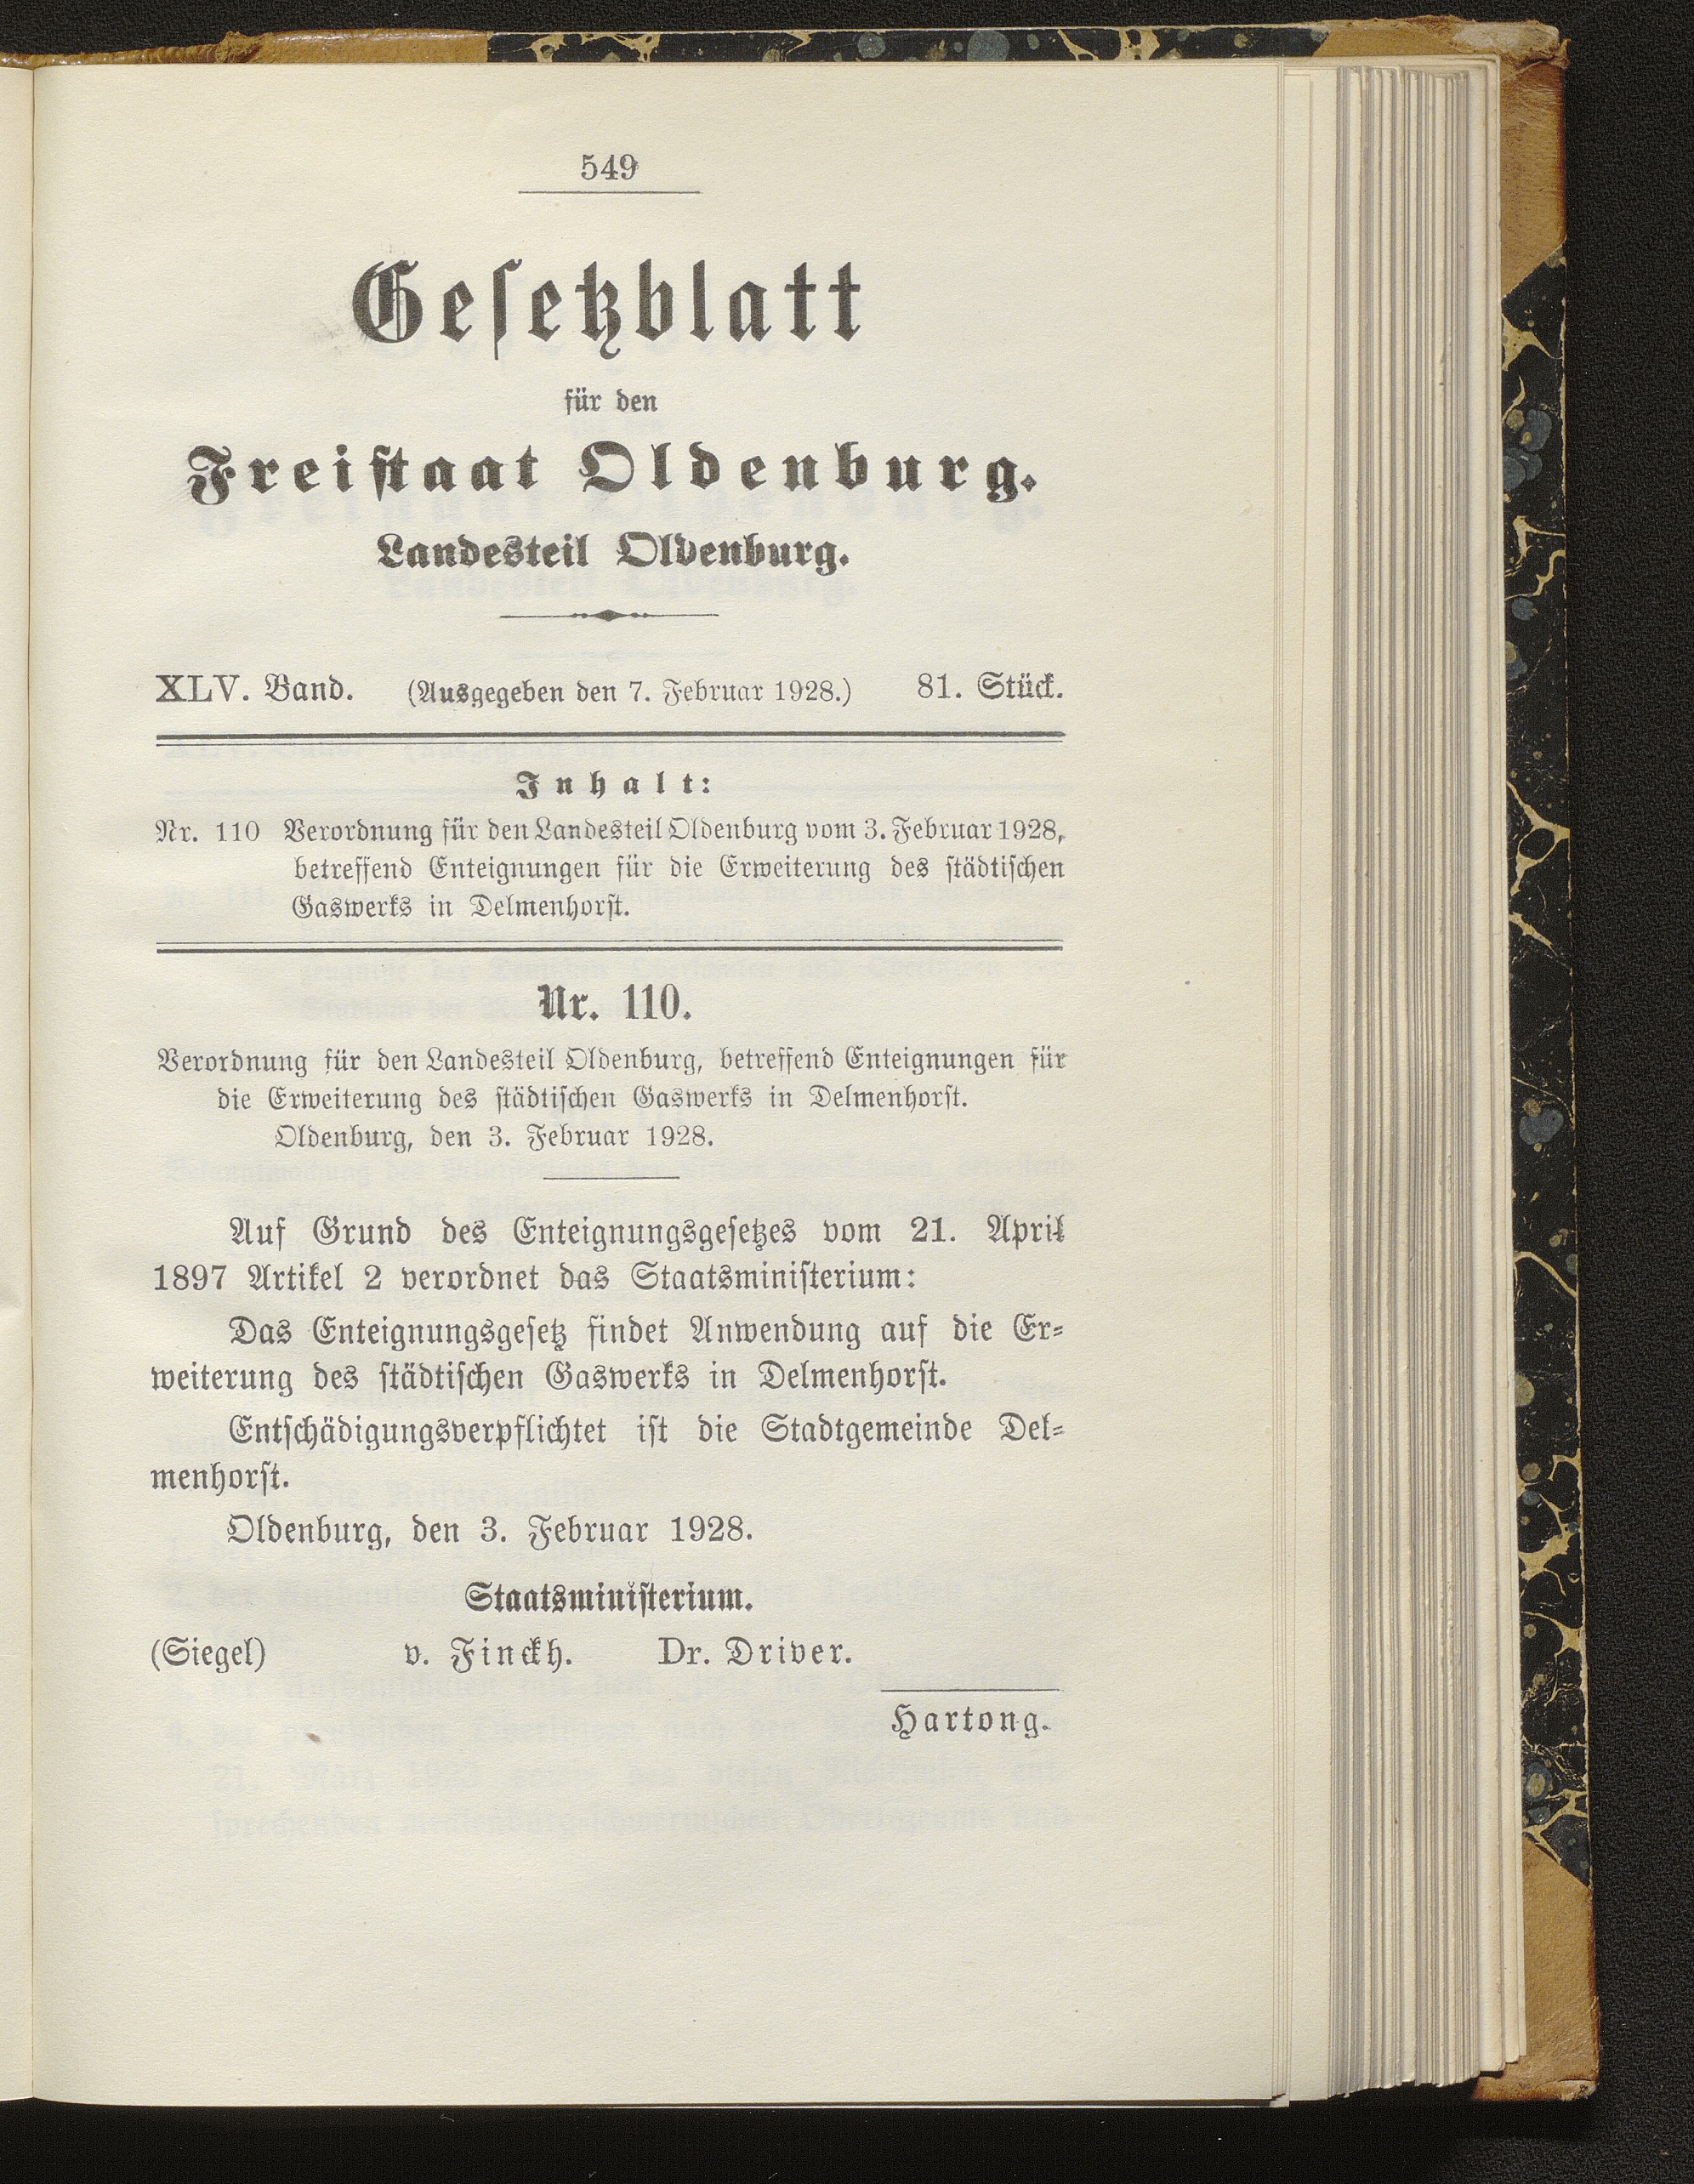 549
Gesetzblatt
für den
Freistaat Oldenburg.
Landesteil Oldenburg.
XLV. Band. (Ausgegeben den 7. Februar 1928.) 81. Stück.
Inhalt:
Nr. 110 Verordnung für den Landesteil Oldenburg vom 3. Februar 1928,
betreffend Enteignungen für die Erweiterung des städtischen
Gaswerks in Delmenhorst.
Nr. 110.
Verordnung für den Landesteil Oldenburg, betreffend Enteignungen für
die Erweiterung des städtischen Gaswerks in Delmenhorst.
Oldenburg, den 3. Februar 1928.
Auf Grund des Enteignungsgesetzes vom 21. April
1897 Artikel 2 verordnet das Staatsministerium:
Das Enteignungsgesetz findet Anwendung auf die Er-
weiterung des städtischen Gaswerks in Delmenhorst.
Entschädigungsverpflichtet ist die Stadtgemeinde Del-
menhorst.
Oldenburg, den 3. Februar 1928.
Staatsministerium.
(Siegel) v. Finckh. Dr. Driver.
Hartong.